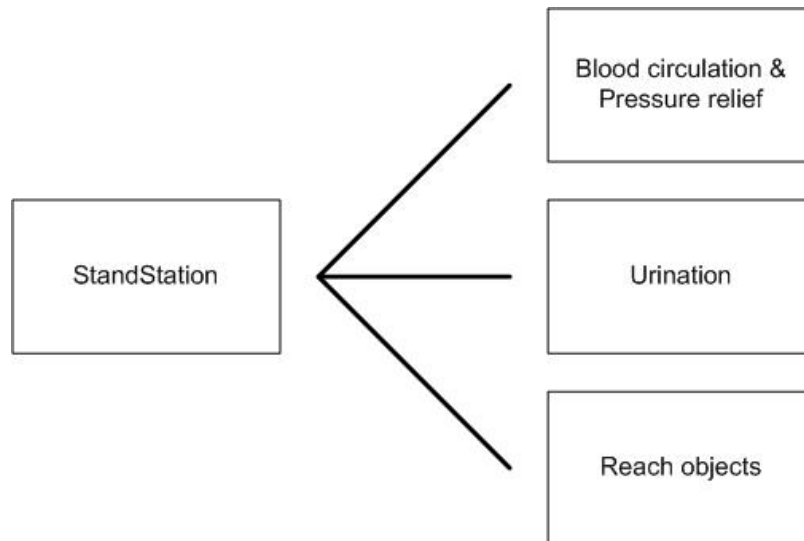 StandStation
Blood circulation &
Pressure relief
Urination
Reach objects